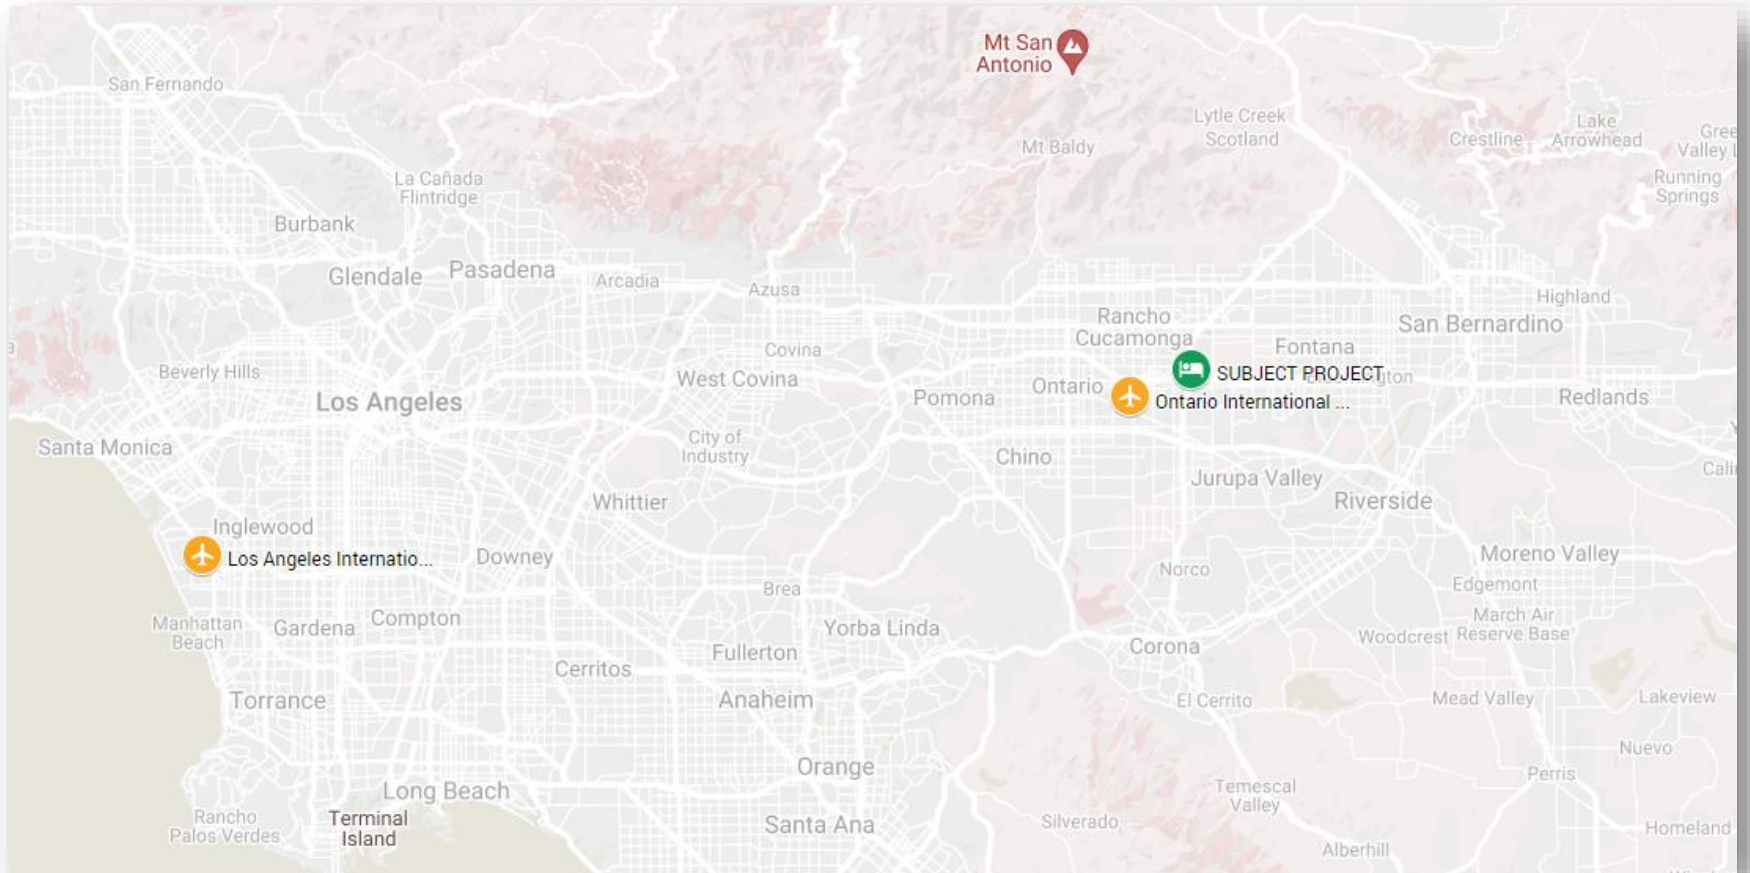 Mt San
Antonio
San Fernando
Lytle Creek
Scotland
Crestline
Lake
Arrowhead
Gree
Valley L
Mt Baldy
La Cañada
Flintridge
Running
Springs
Burbank
Glendale
Pasadena
Arcadia
Azusa
Highland
Rancho
Cucamonga
San Bernardino
Covina
Fontana
Beverly Hills
West Covina
SUBJECT PROJECT
Los Angeles
Pomona
Ontario
Ontario International ...
Redlands
Santa Monica
City of
Industry
Chino
Cali
Jurupa Valley
Whittier
Riverside
Inglewood
Los Angeles Internatio...
Downey
Moreno Valley
Norco
Edgemont
Brea
Manhattan
Beach
Gardena
Compton
Yorba Linda
March Air
Reserve Base
Woodcrest
Fullerton
Corona
Cerritos
Torrance
Anaheim
El Cerrito
Mead Valley
Lakeview
Nuevo
Orange
Perris
Long Beach
Temescal
Valley
Rancho
Palos Verdes
Terminal
Island
Santa Ana
Silverado
Homeland
Alberhill